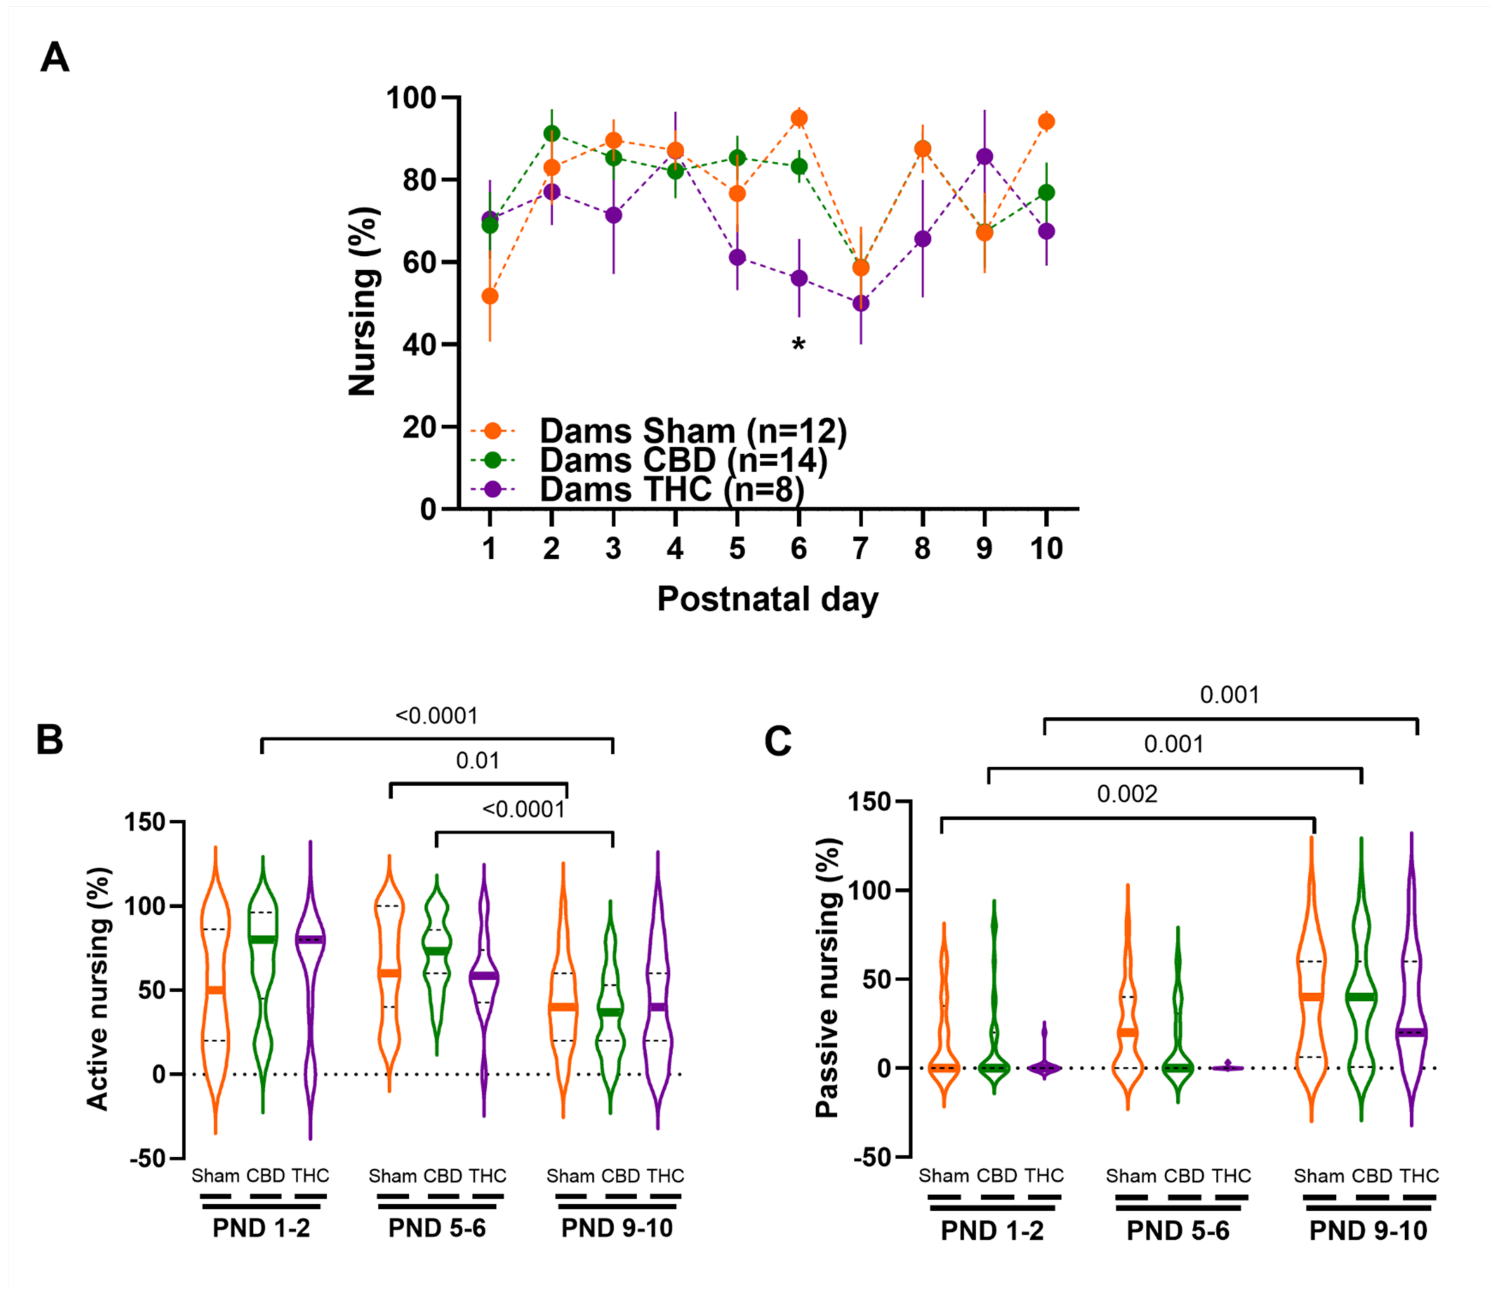 A
100
80
60
40
20
0
Nursing (%)
*
Dams Sham (n=12)
Dams CBD (n=14)
Dams THC (n=8)
1 2 3 4 5 6 7 8 9 10
Postnatal day
B
<0.0001
0.01
<0.0001
150
100
50
0
-50
Active nursing (%)
Sham CBD THC Sham CBD THC Sham CBD THC
PND 1-2 PND 5-6 PND 9-10
C
0.001
0.001
0.002
150
100
50
0
-50
Passive nursing (%)
Sham CBD THC Sham CBD THC Sham CBD THC
PND 1-2 PND 5-6 PND 9-10